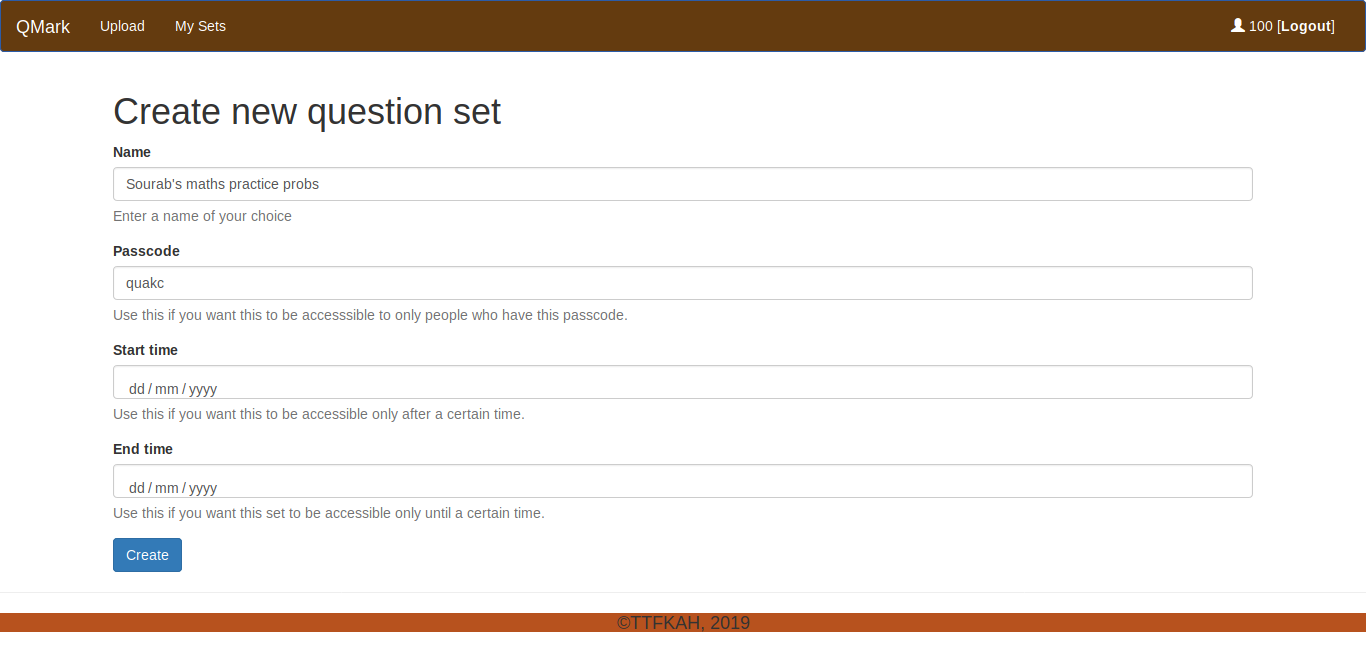 QMark Upload My Sets 100 [Logout]
Create new question set
Name
Sourab's maths practice probs
Enter a name of your choice
Passcode
quakc
Use this if you want this to be accesssible to only people who have this passcode.
Start time
dd / mm / yyyy
Use this if you want this to be accessible only after a certain time.
End time
dd / mm / yyyy
Use this if you want this set to be accessible only until a certain time.
Create
©TTFKAH, 2019